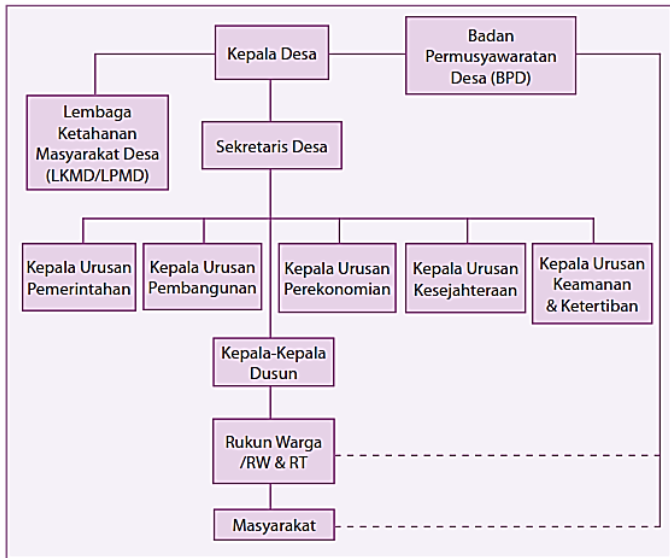 Kepala Desa
Badan
Permusyawaratan
Desa (BPD)
Lembaga
Ketahanan
Masyarakat Desa
(LKMD/LPMD)
Sekretaris Desa
Kepala Urusan
Pemerintahan
Kepala Urusan
Pembangunan
Kepala Urusan
Perekonomian
Kepala Urusan
Kesejahteraan
Kepala Urusan
Keamanan
& Ketertiban
Kepala-Kepala
Dusun
Rukun Warga
/RW & RT
Masyarakat